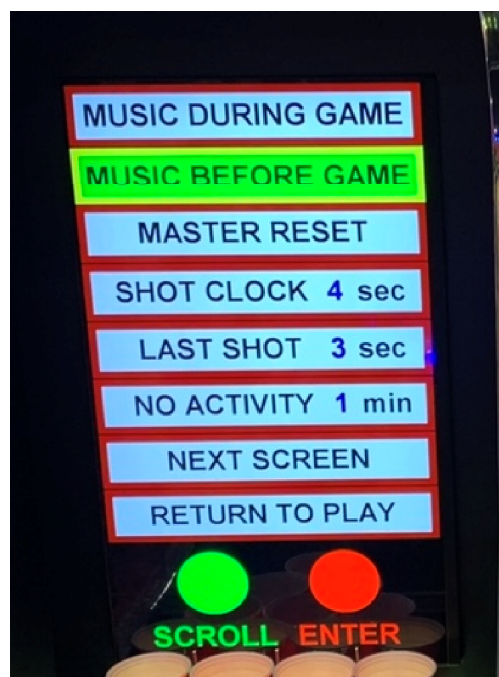 MUSIC DURING GAME
MUSIC BEFORE GAME
MASTER RESET
SHOT CLOCK 4 sec
LAST SHOT 3 sec
NO ACTIVITY 1 min
NEXT SCREEN
RETURN TO PLAY
SCROLL ENTER